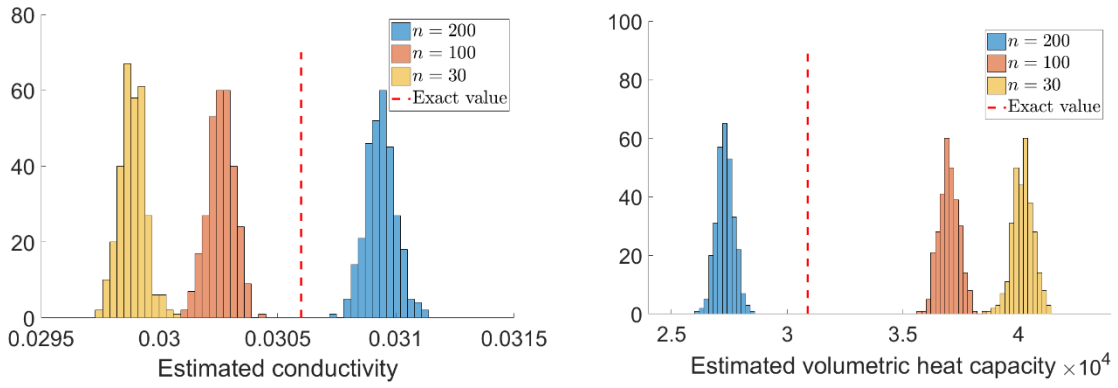 80
60
40
20
0
n = 200
n = 100
n = 30
Exact value
0.0295
0.03
0.0305
0.031
0.0315
Estimated conductivity
100
80
60
40
20
0
n = 200
n = 100
n = 30
Exact value
2.5
3
3.5
4
Estimated volumetric heat capacity ×10⁴